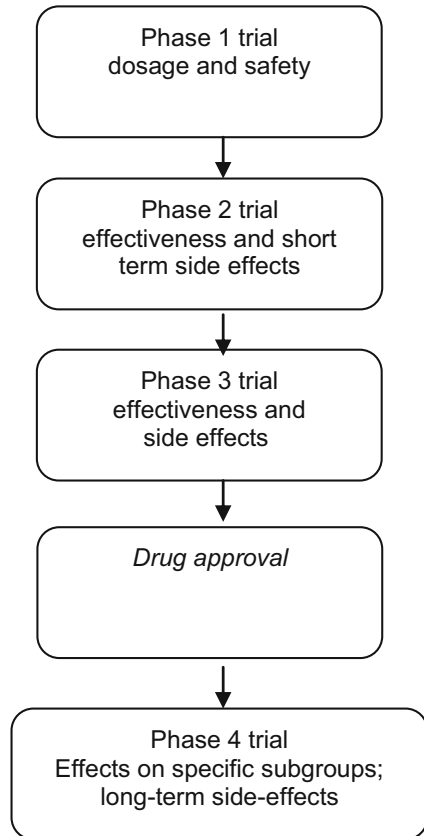 Phase 1 trial
dosage and safety
Phase 2 trial
effectiveness and short
term side effects
Phase 3 trial
effectiveness and
side effects
Drug approval
Phase 4 trial
Effects on specific subgroups;
long-term side-effects